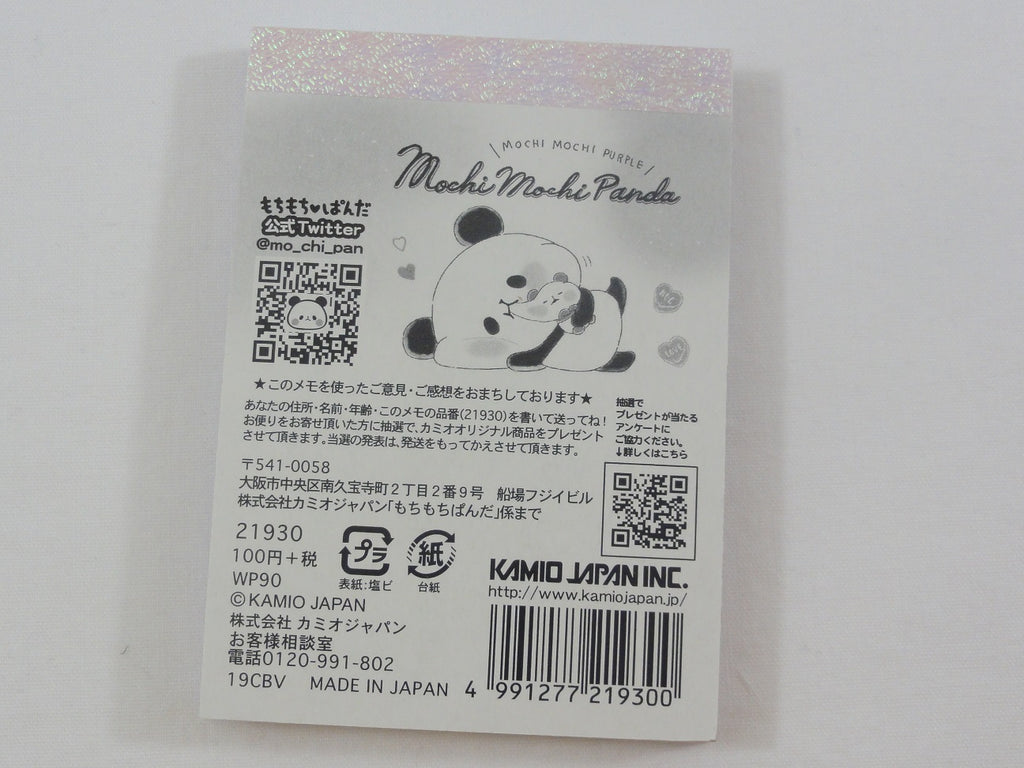 MOCHI MOCHI PURPLE
Mochi Mochi Panda
もちもち♥ぱんだ
公式Twitter
@mo_chi_pan
LOVE
★このメモを使ったご意見・ご感想をおまちしております★
あなたの住所・名前・年齢・このメモの品番(21930)を書いて送ってね!
お便りをお寄せ頂いた方に抽選で、カミオオリジナル商品をプレゼント
させて頂きます。当選の発表は、発送をもってかえさせて頂きます。
抽選で
プレゼントが当たる
アンケートに
ご協力ください。
↓詳しくはこちら
〒541-0058
大阪市中央区南久宝寺町2丁目2番9号 船場フジイビル
株式会社カミオジャパン「もちもちぱんだ」係まで
21930
100円+税
WP90
©KAMIO JAPAN
株式会社 カミオジャパン
お客様相談室
電話0120-991-802
19CBV MADE IN JAPAN
プラ
表紙:塩ビ
紙
台紙
KAMIO JAPAN INC.
http://www.kamiojapan.jp/
4 991277 219300